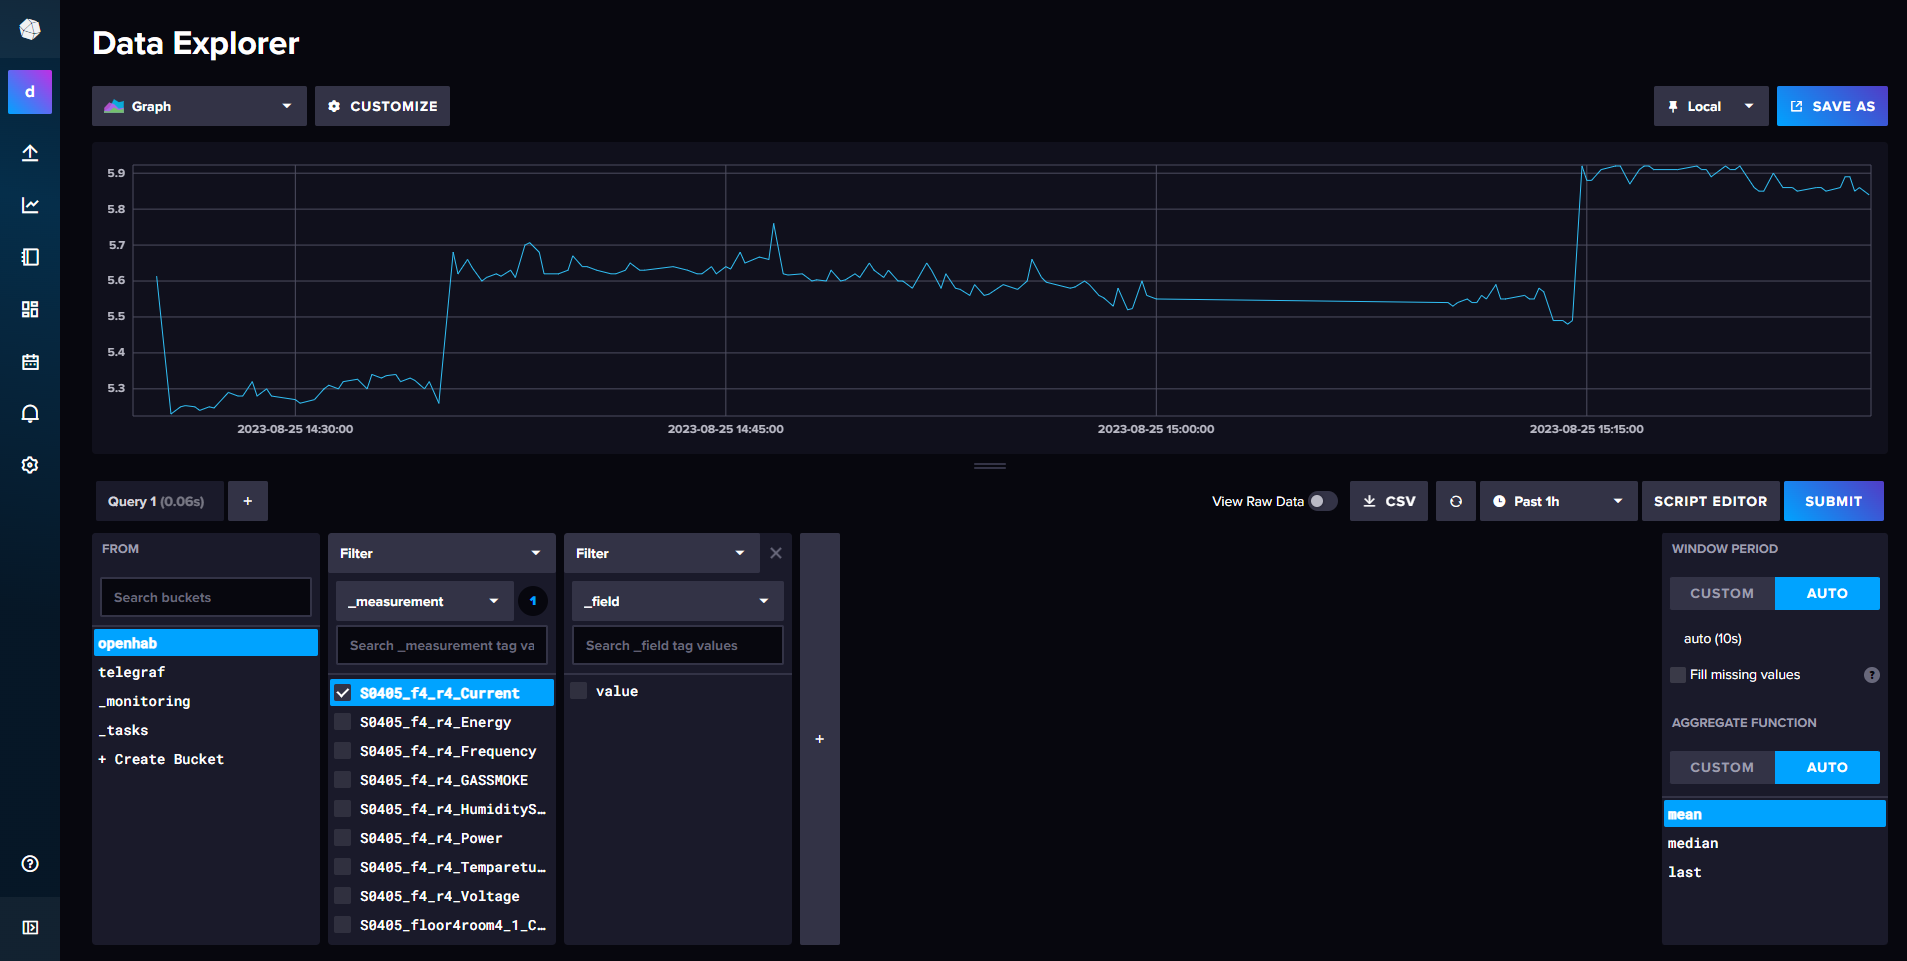 Data Explorer
d
Graph
CUSTOMIZE
Local
SAVE AS
5.9
5.8
5.7
5.6
5.5
5.4
5.3
2023-08-25 14:30:00
2023-08-25 14:45:00
2023-08-25 15:00:00
2023-08-25 15:15:00
Query 1 (0.06s)
+
View Raw Data
CSV
Past 1h
SCRIPT EDITOR
SUBMIT
FROM
Search buckets
openhab
telegraf
_monitoring
_tasks
+ Create Bucket
Filter
_measurement
1
Search _measurement tag va
S0405_f4_r4_Current
S0405_f4_r4_Energy
S0405_f4_r4_Frequency
S0405_f4_r4_GASSMOKE
S0405_f4_r4_HumidityS…
S0405_f4_r4_Power
S0405_f4_r4_Temparetu…
S0405_f4_r4_Voltage
S0405_floor4room4_1_C…
Filter
_field
Search _field tag values
value
+
WINDOW PERIOD
CUSTOM
AUTO
auto (10s)
Fill missing values
?
AGGREGATE FUNCTION
CUSTOM
AUTO
mean
median
last
?